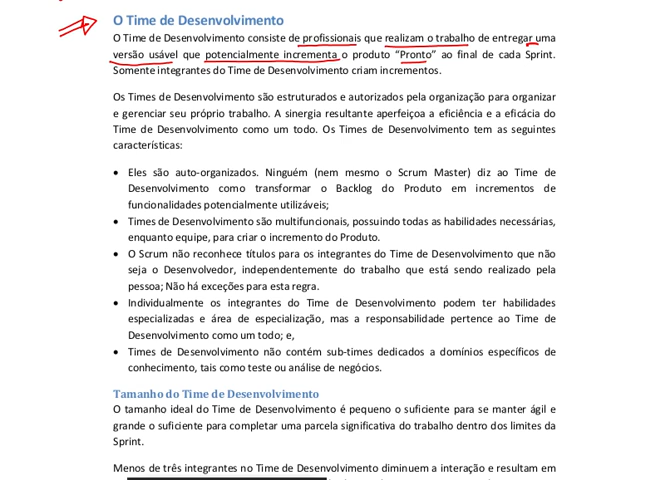 O Time de Desenvolvimento
O Time de Desenvolvimento consiste de profissionais que realizam o trabalho de entregar uma
versão usável que potencialmente incrementa o produto “Pronto” ao final de cada Sprint.
Somente integrantes do Time de Desenvolvimento criam incrementos.
Os Times de Desenvolvimento são estruturados e autorizados pela organização para organizar
e gerenciar seu próprio trabalho. A sinergia resultante aperfeiçoa a eficiência e a eficácia do
Time de Desenvolvimento como um todo. Os Times de Desenvolvimento tem as seguintes
características:
• Eles são auto-organizados. Ninguém (nem mesmo o Scrum Master) diz ao Time de
Desenvolvimento como transformar o Backlog do Produto em incrementos de
funcionalidades potencialmente utilizáveis;
• Times de Desenvolvimento são multifuncionais, possuindo todas as habilidades necessárias,
enquanto equipe, para criar o incremento do Produto.
• O Scrum não reconhece títulos para os integrantes do Time de Desenvolvimento que não
seja o Desenvolvedor, independentemente do trabalho que está sendo realizado pela
pessoa; Não há exceções para esta regra.
• Individualmente os integrantes do Time de Desenvolvimento podem ter habilidades
especializadas e área de especialização, mas a responsabilidade pertence ao Time de
Desenvolvimento como um todo; e,
• Times de Desenvolvimento não contém sub-times dedicados a domínios específicos de
conhecimento, tais como teste ou análise de negócios.
Tamanho do Time de Desenvolvimento
O tamanho ideal do Time de Desenvolvimento é pequeno o suficiente para se manter ágil e
grande o suficiente para completar uma parcela significativa do trabalho dentro dos limites da
Sprint.
Menos de três integrantes no Time de Desenvolvimento diminuem a interação e resultam em